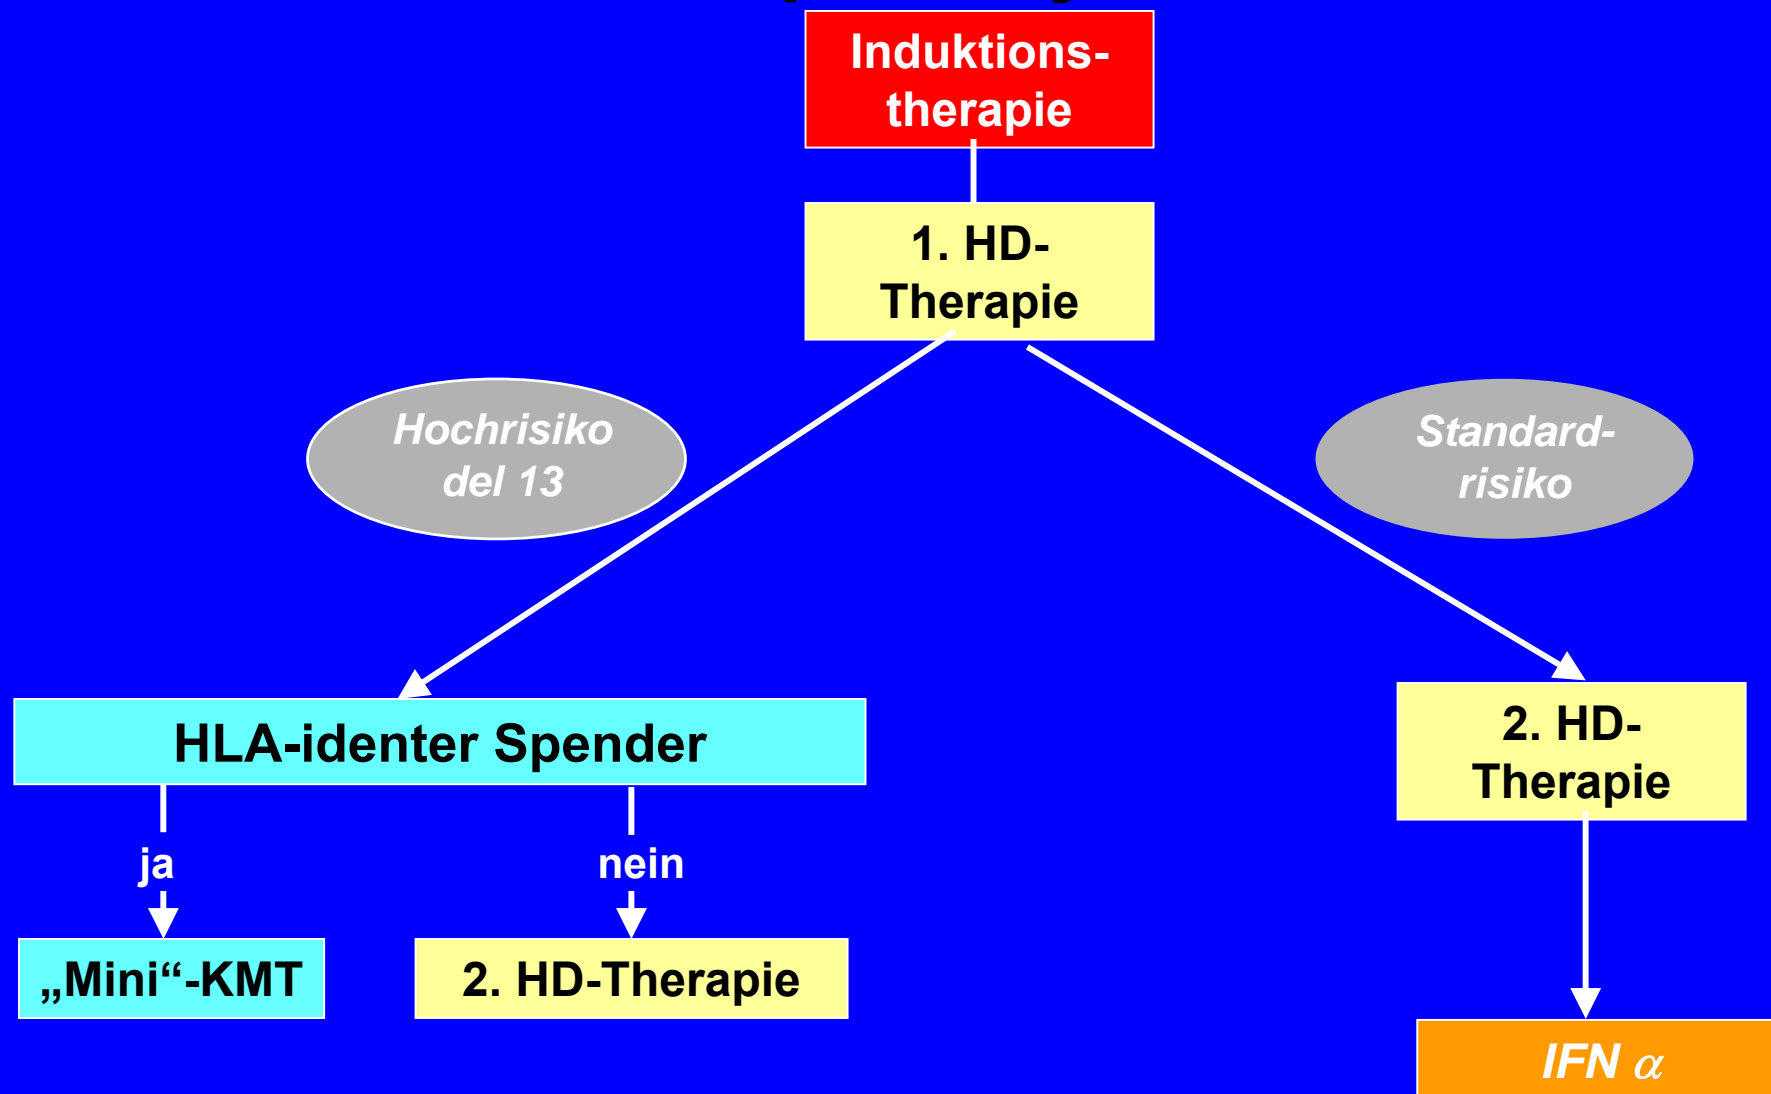 Induktions-
therapie
1. HD-
Therapie
Hochrisiko
del 13
Standard-
risiko
HLA-identer Spender
2. HD-
Therapie
ja
nein
„Mini“-KMT
2. HD-Therapie
IFN α